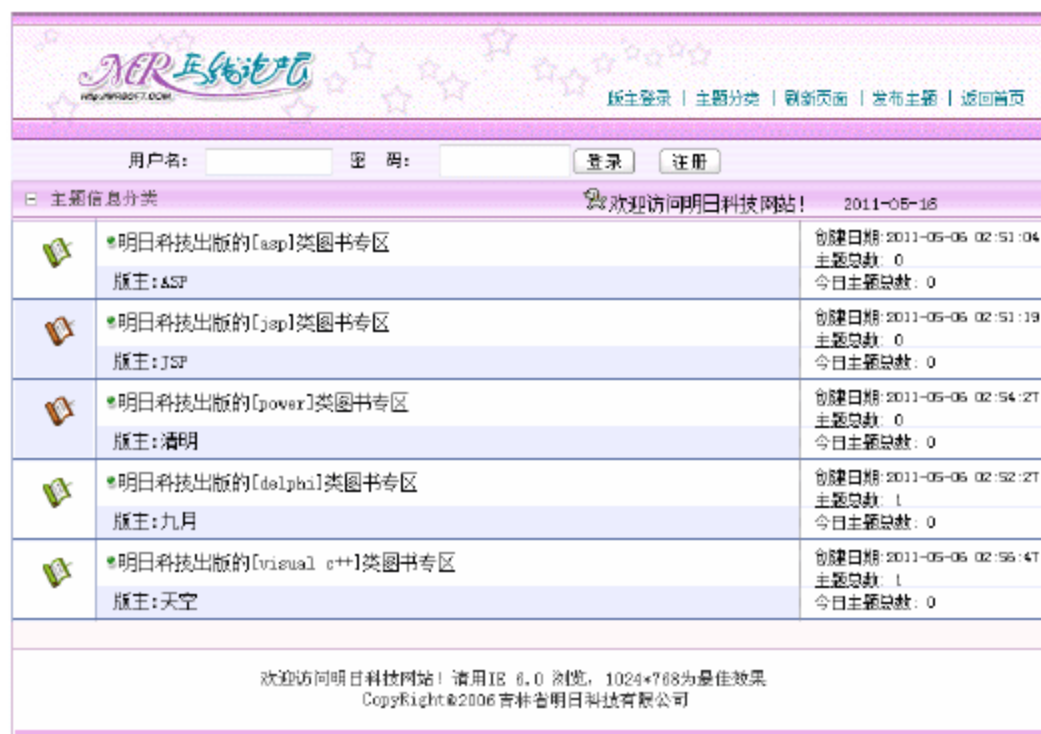 MR在线论坛
http://MRSOFT.COM
版主登录 | 主题分类 | 刷新页面 | 发布主题 | 返回首页
用户名: 密 码: 登录 注册
主题信息分类 欢迎访问明日科技网站! 2011-05-16
明日科技出版的[asp]类图书专区
版主:ASP
创建日期:2011-05-06 02:51:04
主题总数: 0
今日主题总数: 0
明日科技出版的[jsp]类图书专区
版主:JSP
创建日期:2011-05-06 02:51:19
主题总数: 0
今日主题总数: 0
明日科技出版的[power]类图书专区
版主:清明
创建日期:2011-05-06 02:54:27
主题总数: 0
今日主题总数: 0
明日科技出版的[delphi]类图书专区
版主:九月
创建日期:2011-05-06 02:52:27
主题总数: 1
今日主题总数: 0
明日科技出版的[visual c++]类图书专区
版主:天空
创建日期:2011-05-06 02:56:47
主题总数: 1
今日主题总数: 0
欢迎访问明日科技网站! 请用IE 6.0 浏览, 1024*768为最佳效果
CopyRight©2006吉林省明日科技有限公司